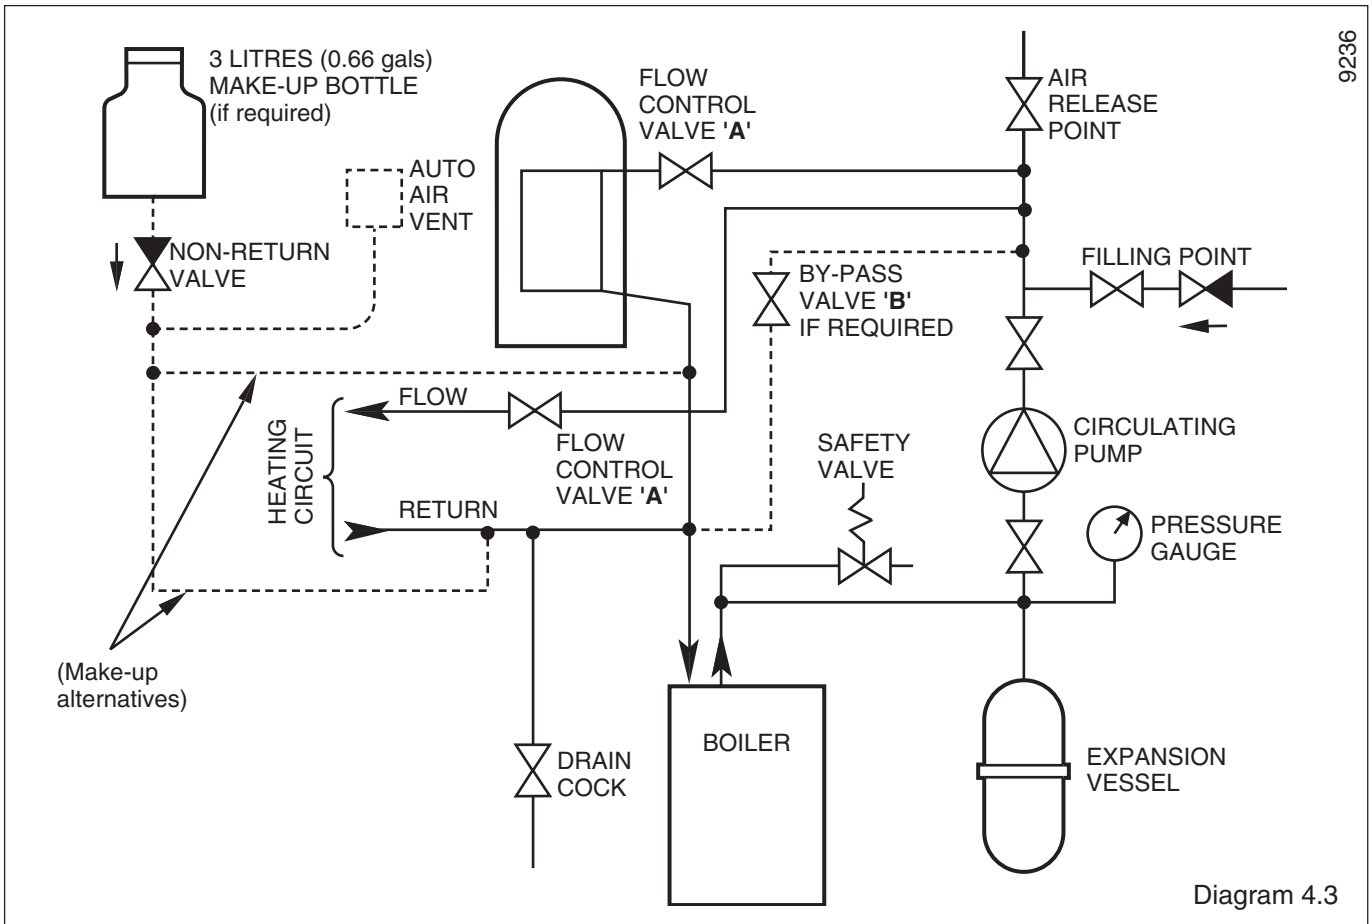 3 LITRES (0.66 gals)
MAKE-UP BOTTLE
(if required)
FLOW
CONTROL
VALVE 'A'
AIR
RELEASE
POINT
9236
AUTO
AIR
VENT
NON-RETURN
VALVE
BY-PASS
VALVE 'B'
IF REQUIRED
FILLING POINT
FLOW
HEATING
CIRCUIT
FLOW
CONTROL
VALVE 'A'
RETURN
SAFETY
VALVE
CIRCULATING
PUMP
PRESSURE
GAUGE
(Make-up
alternatives)
DRAIN
COCK
BOILER
EXPANSION
VESSEL
Diagram 4.3